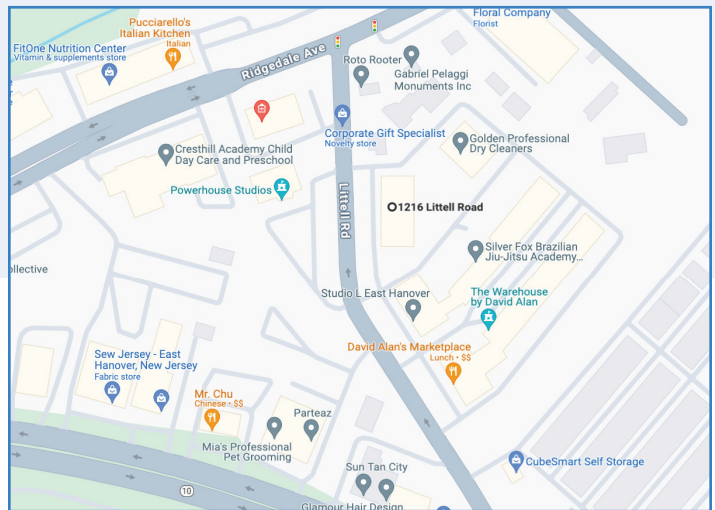 Pucciarello's
Italian Kitchen
Italian
Floral Company
Florist
FitOne Nutrition Center
Vitamin & supplements store
Ridgedale Ave
Roto Rooter
Gabriel Pelaggi
Monuments Inc
Corporate Gift Specialist
Novelty store
Golden Professional
Dry Cleaners
Cresthill Academy Child
Day Care and Preschool
Powerhouse Studios
Littell Rd
1216 Littell Road
Silver Fox Brazilian
Jiu-Jitsu Academy...
ollective
Studio L East Hanover
The Warehouse
by David Alan
David Alan's Marketplace
Lunch • $$
Sew Jersey - East
Hanover, New Jersey
Fabric store
Mr. Chu
Chinese • $$
Parteaz
Mia's Professional
Pet Grooming
Sun Tan City
CubeSmart Self Storage
10
Glamour Hair Design